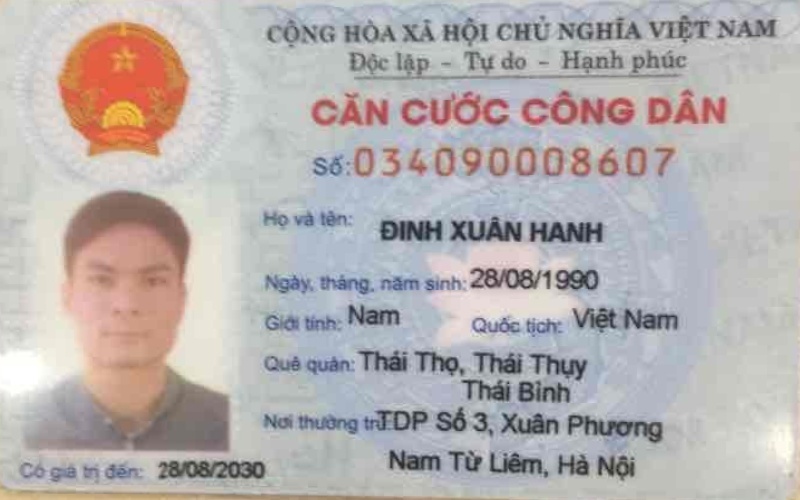 CỘNG HÒA XÃ HỘI CHỦ NGHĨA VIỆT NAM
Độc lập - Tự do - Hạnh phúc
CĂN CƯỚC CÔNG DÂN
Số: 034090008607
Họ và tên: ĐINH XUÂN HANH
Ngày, tháng, năm sinh: 28/08/1990
Giới tính: Nam Quốc tịch: Việt Nam
Quê quán: Thái Thọ, Thái Thụy
Thái Bình
Nơi thường trú: TDP Số 3, Xuân Phương
Nam Từ Liêm, Hà Nội
Có giá trị đến: 28/08/2030